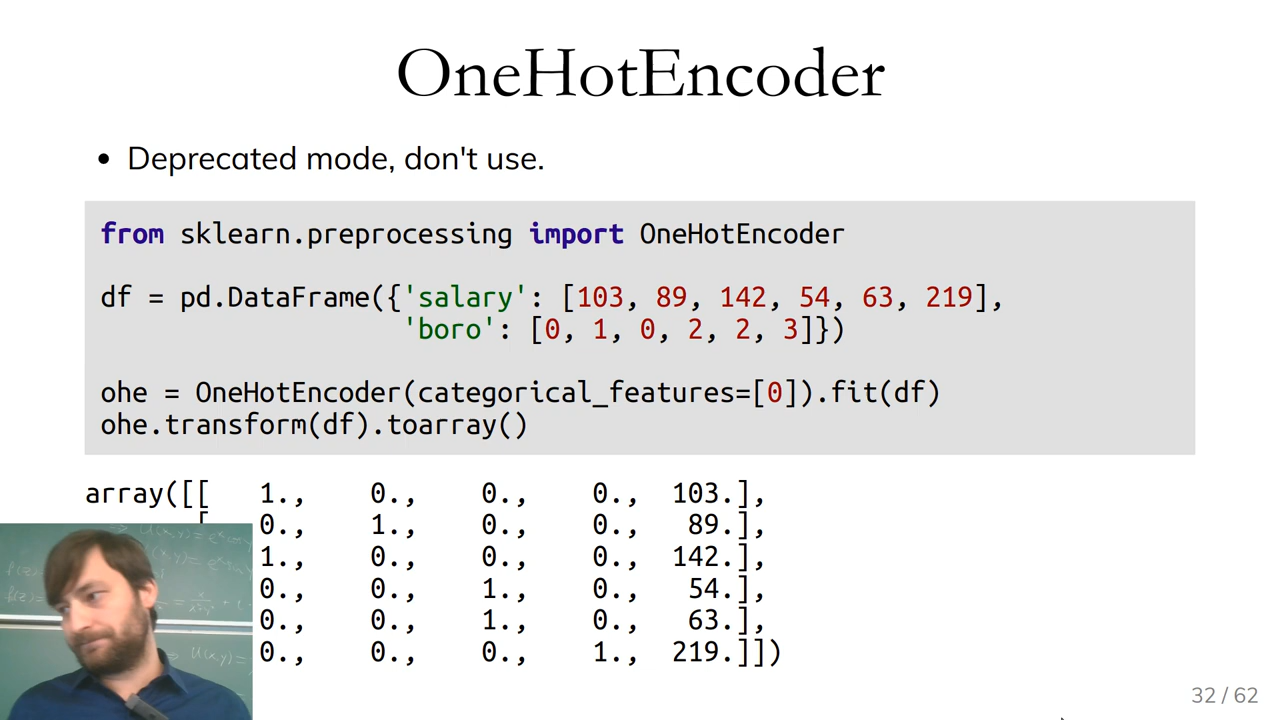 OneHotEncoder
• Deprecated mode, don't use.
from sklearn.preprocessing import OneHotEncoder
df = pd.DataFrame({'salary': [103, 89, 142, 54, 63, 219],
'boro': [0, 1, 0, 2, 2, 3]})
ohe = OneHotEncoder(categorical_features=[0]).fit(df)
ohe.transform(df).toarray()
array([[ 1., 0., 0., 0., 103.],
[ 0., 1., 0., 0., 89.],
1., 0., 0., 0., 142.],
0., 0., 1., 0., 54.],
0., 0., 1., 0., 63.],
0., 0., 0., 1., 219.]])
32 / 62